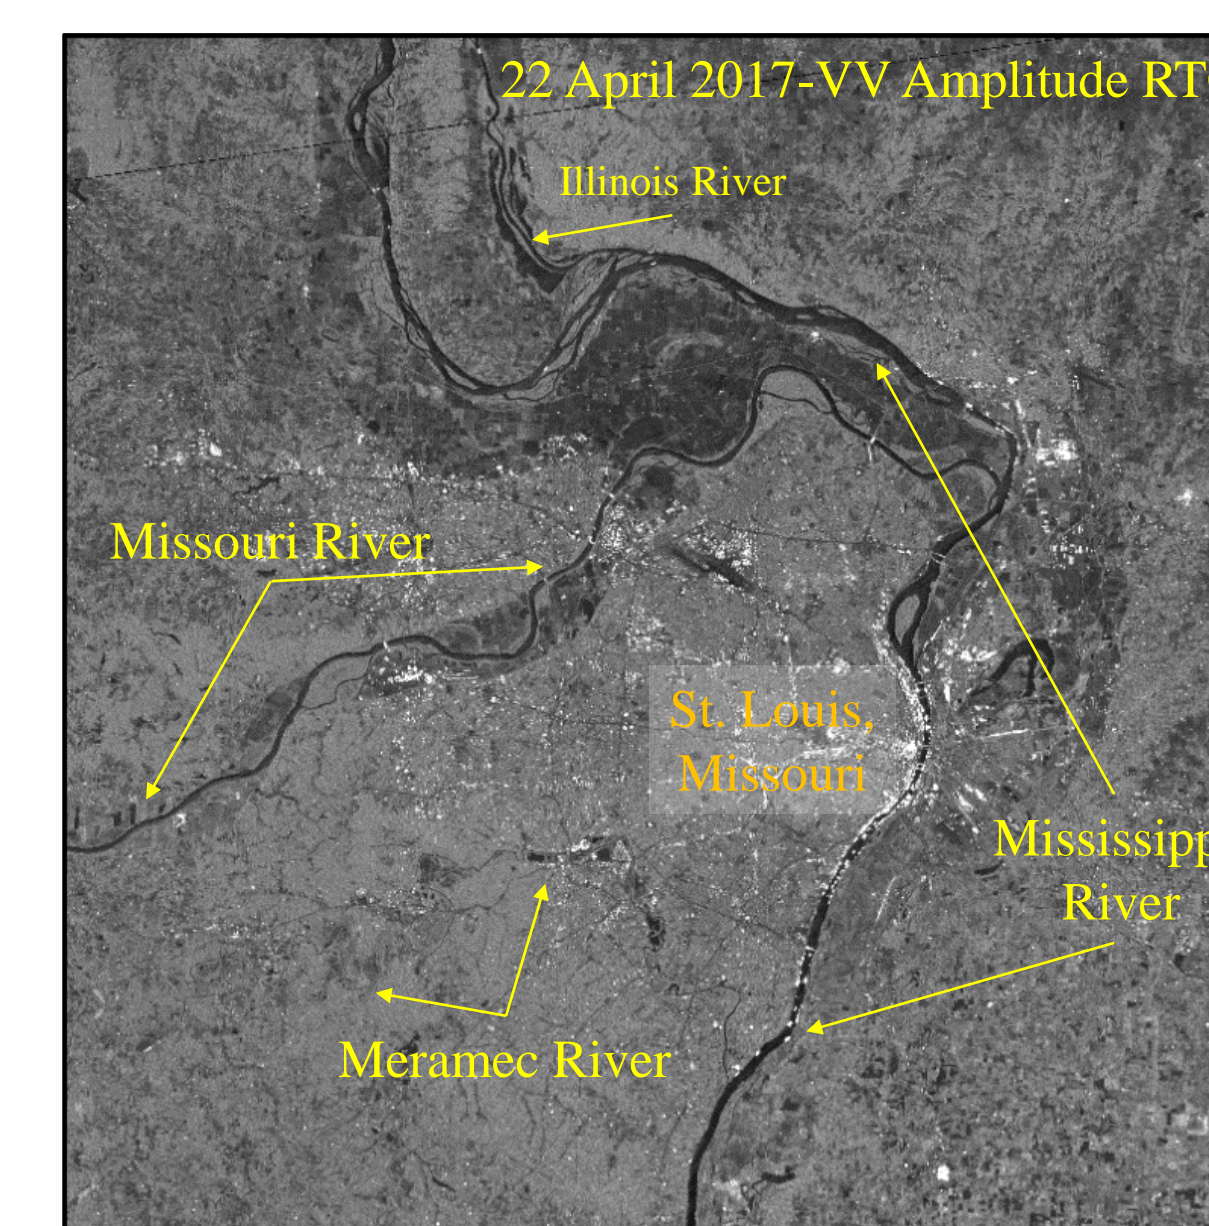 22 April 2017-VV Amplitude RT
Illinois River
Missouri River
St. Louis,
Missouri
Mississipp
River
Meramec River